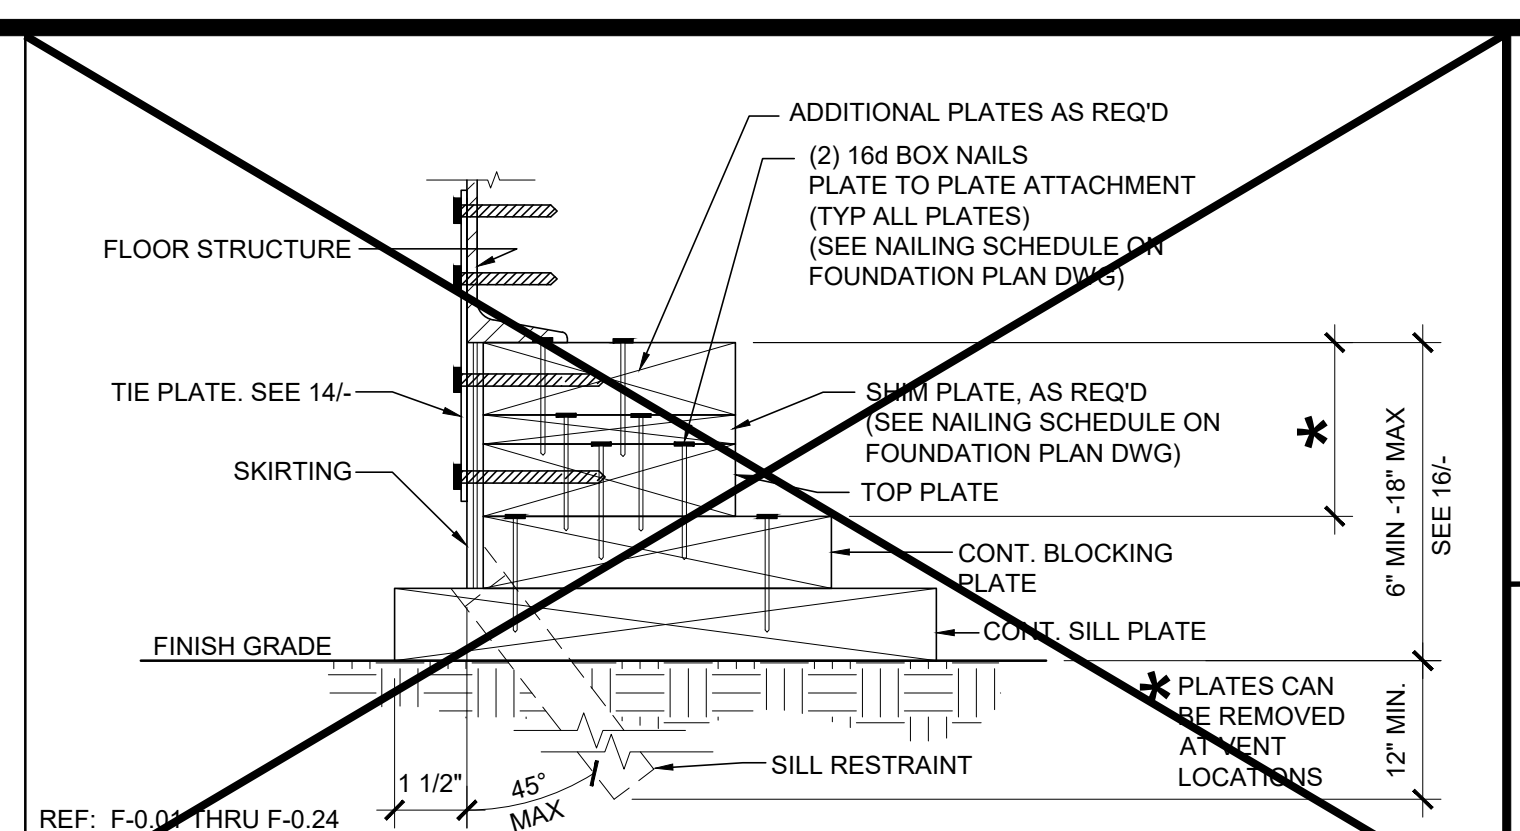 ADDITIONAL PLATES AS REQ'D
(2) 16d BOX NAILS
PLATE TO PLATE ATTACHMENT
(TYP ALL PLATES)
(SEE NAILING SCHEDULE ON
FOUNDATION PLAN DWG)
FLOOR STRUCTURE
TIE PLATE. SEE 14/-
SHIM PLATE, AS REQ'D
(SEE NAILING SCHEDULE ON
FOUNDATION PLAN DWG)
SKIRTING
TOP PLATE
*
6" MIN -18" MAX
SEE 16/-
CONT. BLOCKING
PLATE
CONT. SILL PLATE
FINISH GRADE
* PLATES CAN
BE REMOVED
AT VENT
LOCATIONS
12" MIN.
SILL RESTRAINT
1 1/2"
45°
MAX
REF: F-0.01 THRU F-0.24